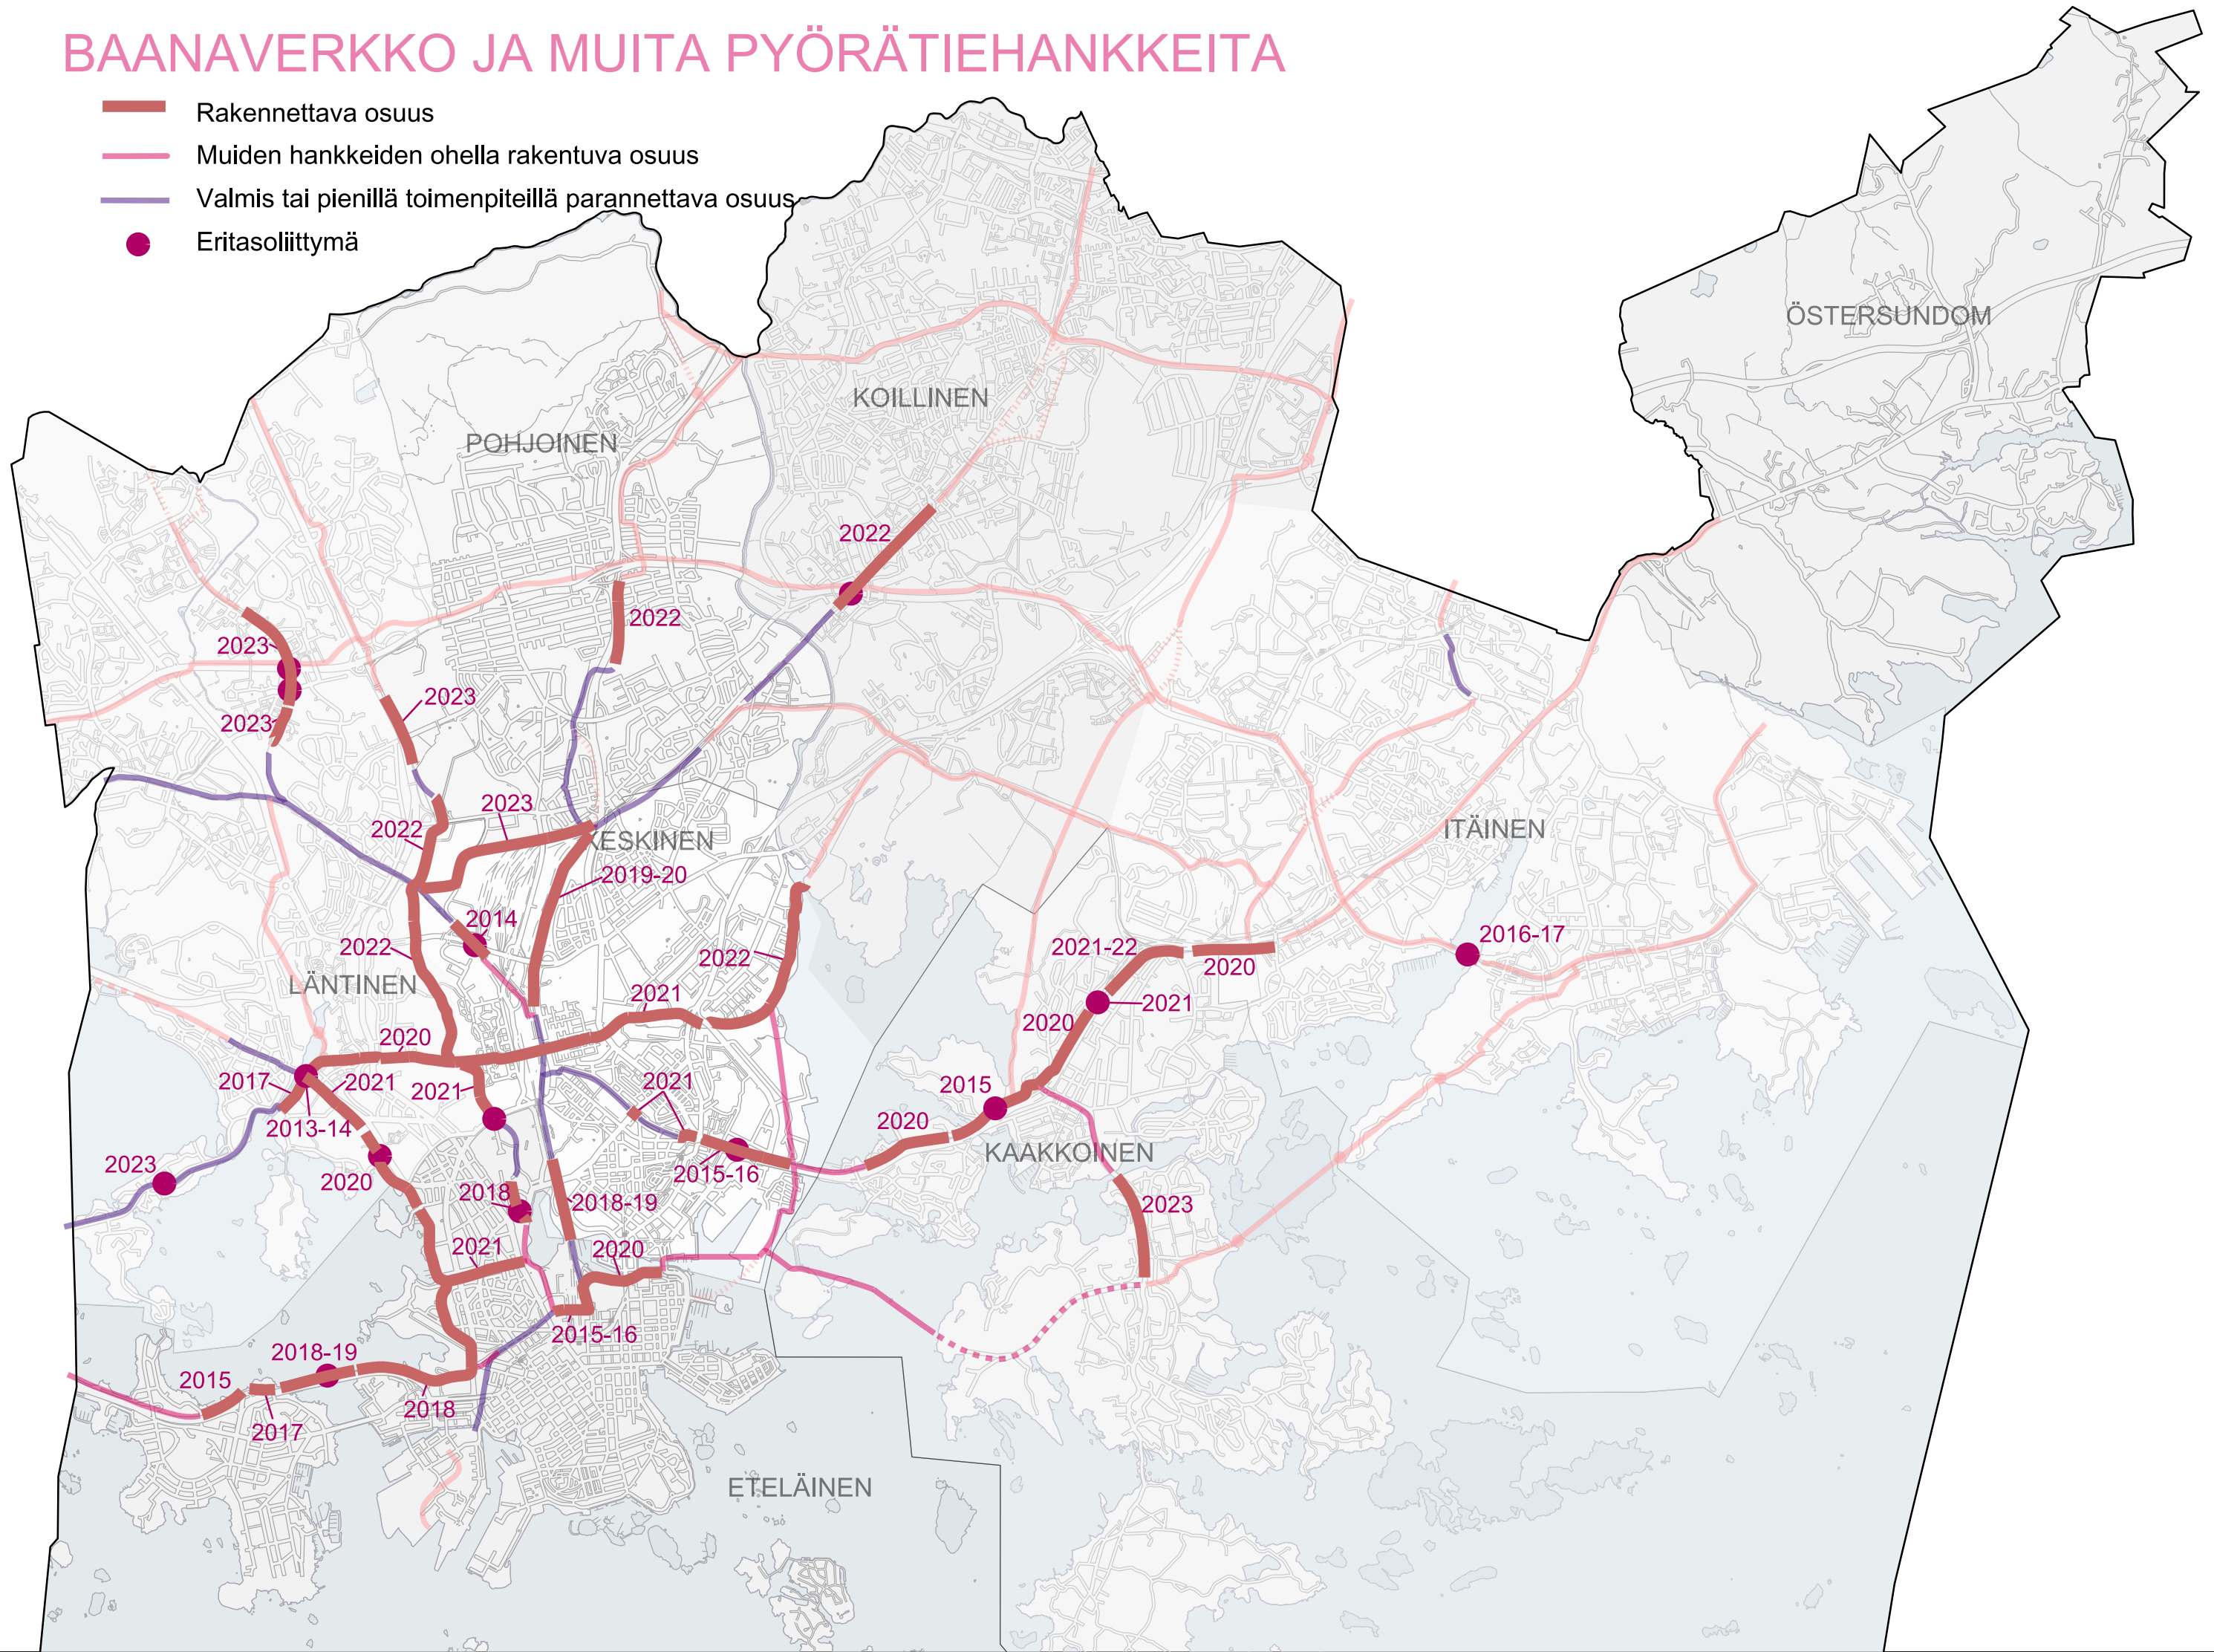 BAANAVERKKO JA MUITA PYÖRÄTIEHANKKEITA
Rakennettava osuus
Muiden hankkeiden ohella rakentuva osuus
Valmis tai pienillä toimenpiteillä parannettava osuus
Eritasoliittymä
ÖSTERSUNDOM
KOILLINEN
POHJOINEN
2022
2022
2023
2023
2023
2023
2022
KESKINEN
ITÄINEN
2019-20
2014
2016-17
2022
2021-22
2022
2020
LÄNTINEN
2021
2021
2020
2020
2017
2021
2021
2021
2015
2013-14
2020
KAAKKOINEN
2023
2015-16
2020
2018
2018-19
2023
2021
2020
2015-16
2018-19
2015
2018
2017
ETELÄINEN